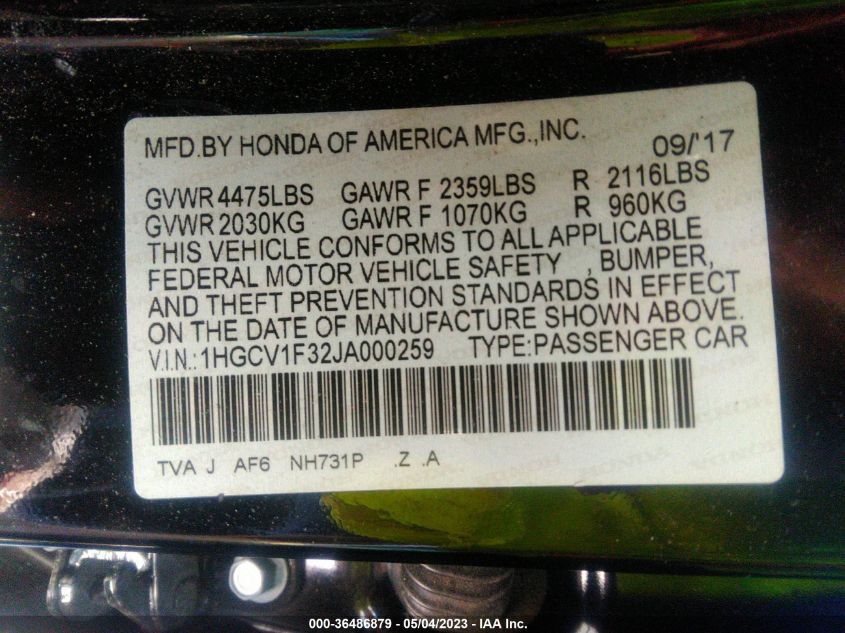 MFD.BY HONDA OF AMERICA MFG.,INC. 09/'17
GVWR 4475LBS GAWR F 2359LBS R 2116LBS
GVWR 2030KG GAWR F 1070KG R 960KG
THIS VEHICLE CONFORMS TO ALL APPLICABLE
FEDERAL MOTOR VEHICLE SAFETY , BUMPER,
AND THEFT PREVENTION STANDARDS IN EFFECT
ON THE DATE OF MANUFACTURE SHOWN ABOVE.
V.I.N.:1HGCV1F32JA000259 TYPE:PASSENGER CAR
TVA J AF6 NH731P .Z .A
000-36486879 - 05/04/2023 - IAA Inc.